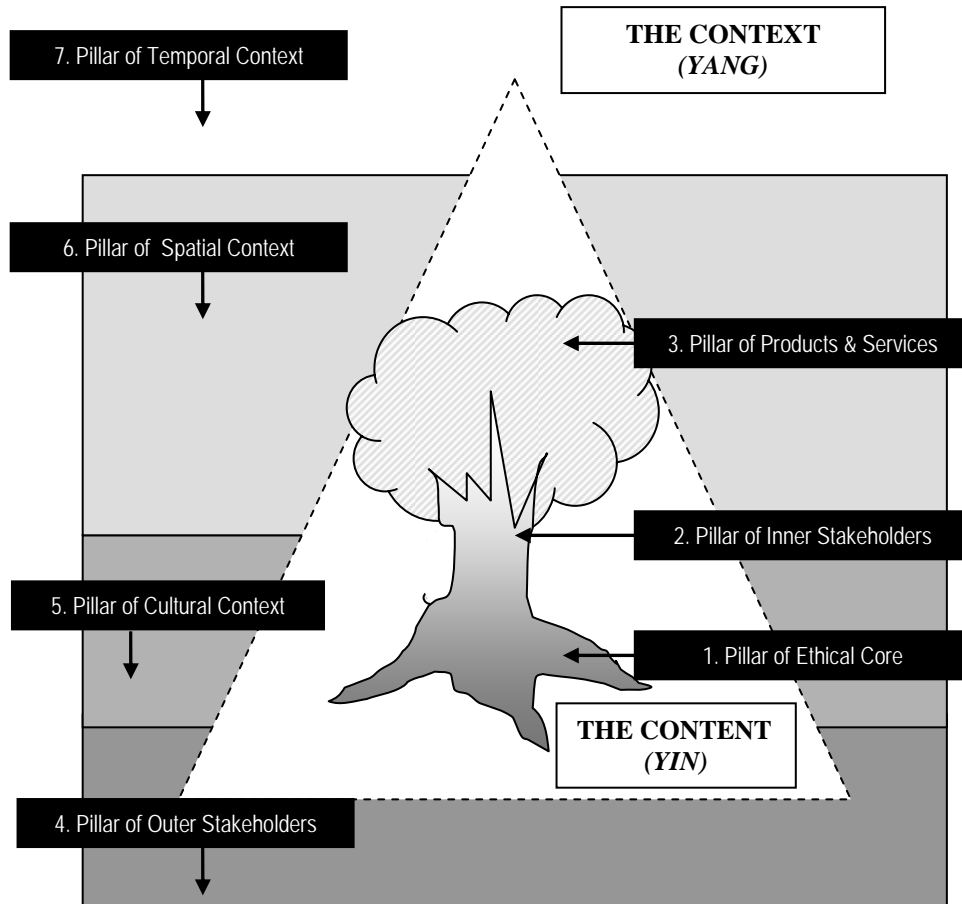 THE CONTEXT
(YANG)
7. Pillar of Temporal Context
6. Pillar of  Spatial Context
3. Pillar of Products & Services
2. Pillar of Inner Stakeholders
5. Pillar of Cultural Context
1. Pillar of Ethical Core
THE CONTENT
(YIN)
4. Pillar of Outer Stakeholders